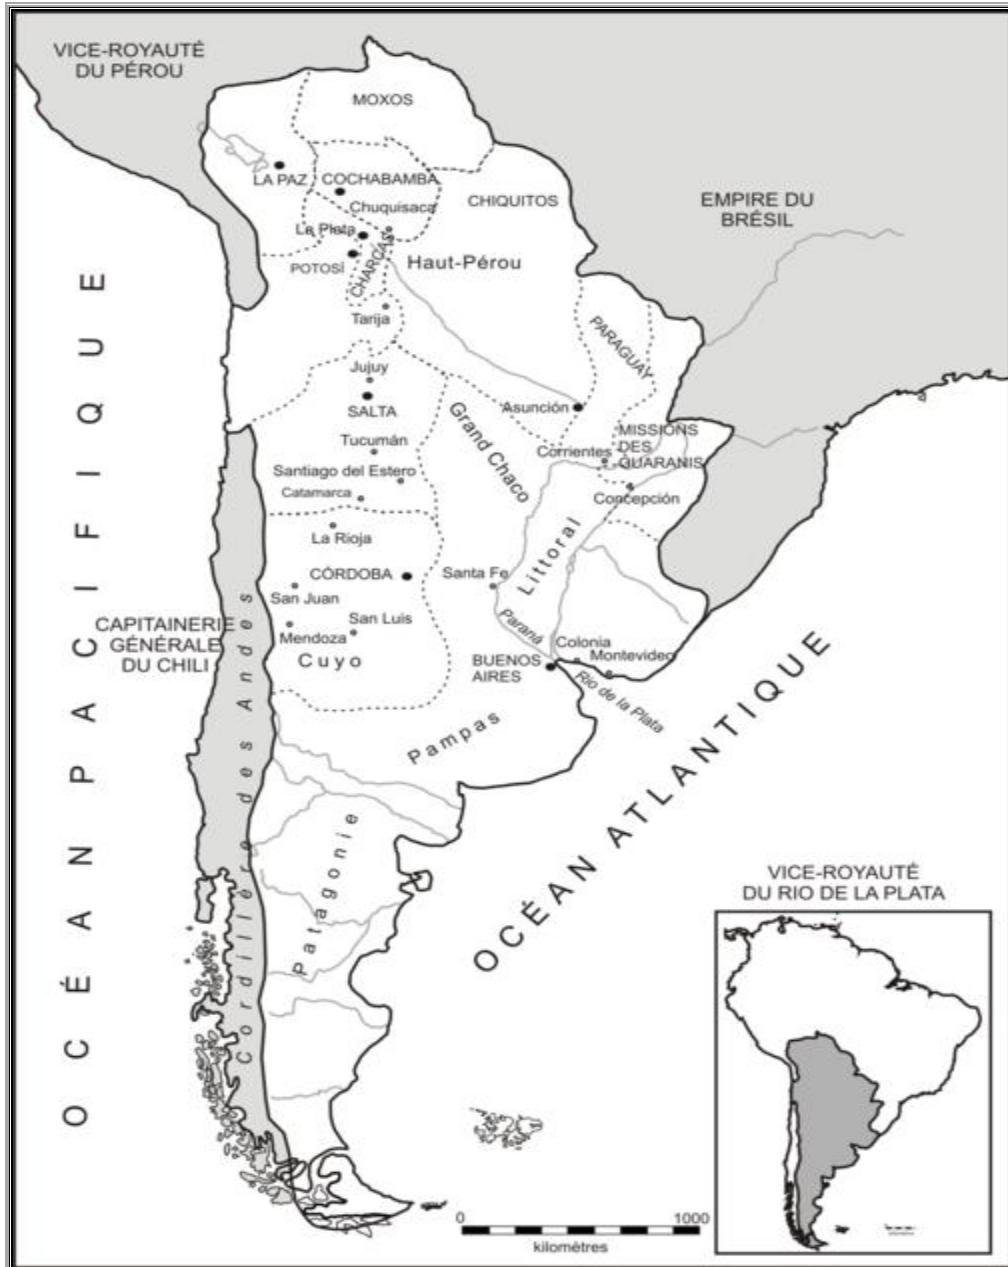 VICE-ROYAUTÉ
DU PÉROU
MOXOS
LA PAZ
COCHABAMBA
Chuquisaca
CHIQUITOS
EMPIRE DU
BRÉSIL
La Plata
POTOSÍ
CHARCAS
Haut-Pérou
Tarija
PARAGUAY
Jujuy
SALTA
Grand Chaco
Asunción
Tucumán
MISSIONS
DES
GUARANIS
Corrientes
Santiago del Estero
Catamarca
Concepción
La Rioja
Littoral
CÓRDOBA
Santa Fe
San Juan
San Luis
Mendoza
Cuyo
CAPITAINERIE
GÉNÉRALE
DU CHILI
Paraná
Colonia
Montevideo
BUENOS
AIRES
Rio de la Plata
Pampas
Patagonie
Cordillère des Andes
OCÉAN PACIFIQUE
OCÉAN ATLANTIQUE
VICE-ROYAUTÉ
DU RIO DE LA PLATA
0 1000
kilomètres